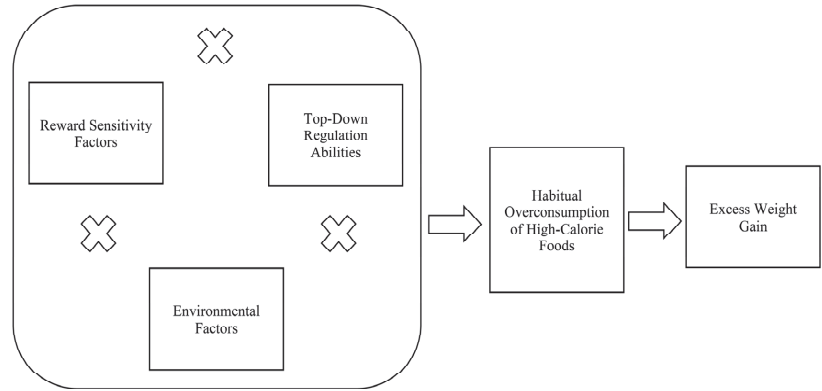 Reward Sensitivity
Factors
Top-Down
Regulation
Abilities
Environmental
Factors
Habitual
Overconsumption
of High-Calorie
Foods
Excess Weight
Gain